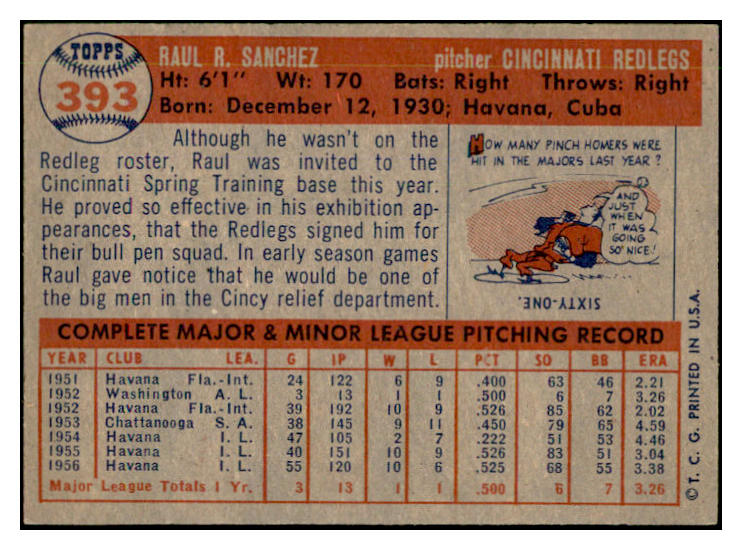 TOPPS
393
RAUL R. SANCHEZ pitcher CINCINNATI REDLEGS
Ht: 6'1" Wt: 170 Bats: Right Throws: Right
Born: December 12, 1930; Havana, Cuba
Although he wasn't on the
Redleg roster, Raul was invited to the
Cincinnati Spring Training base this year.
He proved so effective in his exhibition ap-
pearances, that the Redlegs signed him for
their bull pen squad. In early season games
Raul gave notice that he would be one of
the big men in the Cincy relief department.
HOW MANY PINCH HOMERS WERE
HIT IN THE MAJORS LAST YEAR?
AND
JUST
WHEN
IT WAS
GOING
SO NICE!
SIXTY-ONE.
COMPLETE MAJOR & MINOR LEAGUE PITCHING RECORD
YEAR CLUB LEA. G IP W L PCT SO BB ERA
1951 Havana Fla.-Int. 24 122 6 9 .400 63 46 2.21
1952 Washington A. L. 3 13 1 1 .500 6 7 3.26
1952 Havana Fla.-Int. 39 192 10 9 .526 85 62 2.02
1953 Chattanooga S. A. 38 145 9 11 .450 79 65 4.59
1954 Havana I. L. 47 105 2 7 .222 51 53 4.46
1955 Havana I. L. 40 151 10 9 .526 83 51 3.04
1956 Havana I. L. 55 120 10 6 .525 68 55 3.38
Major League Totals 1 Yr. 3 13 1 1 .500 6 7 3.26
© T. C. G. PRINTED IN U.S.A.